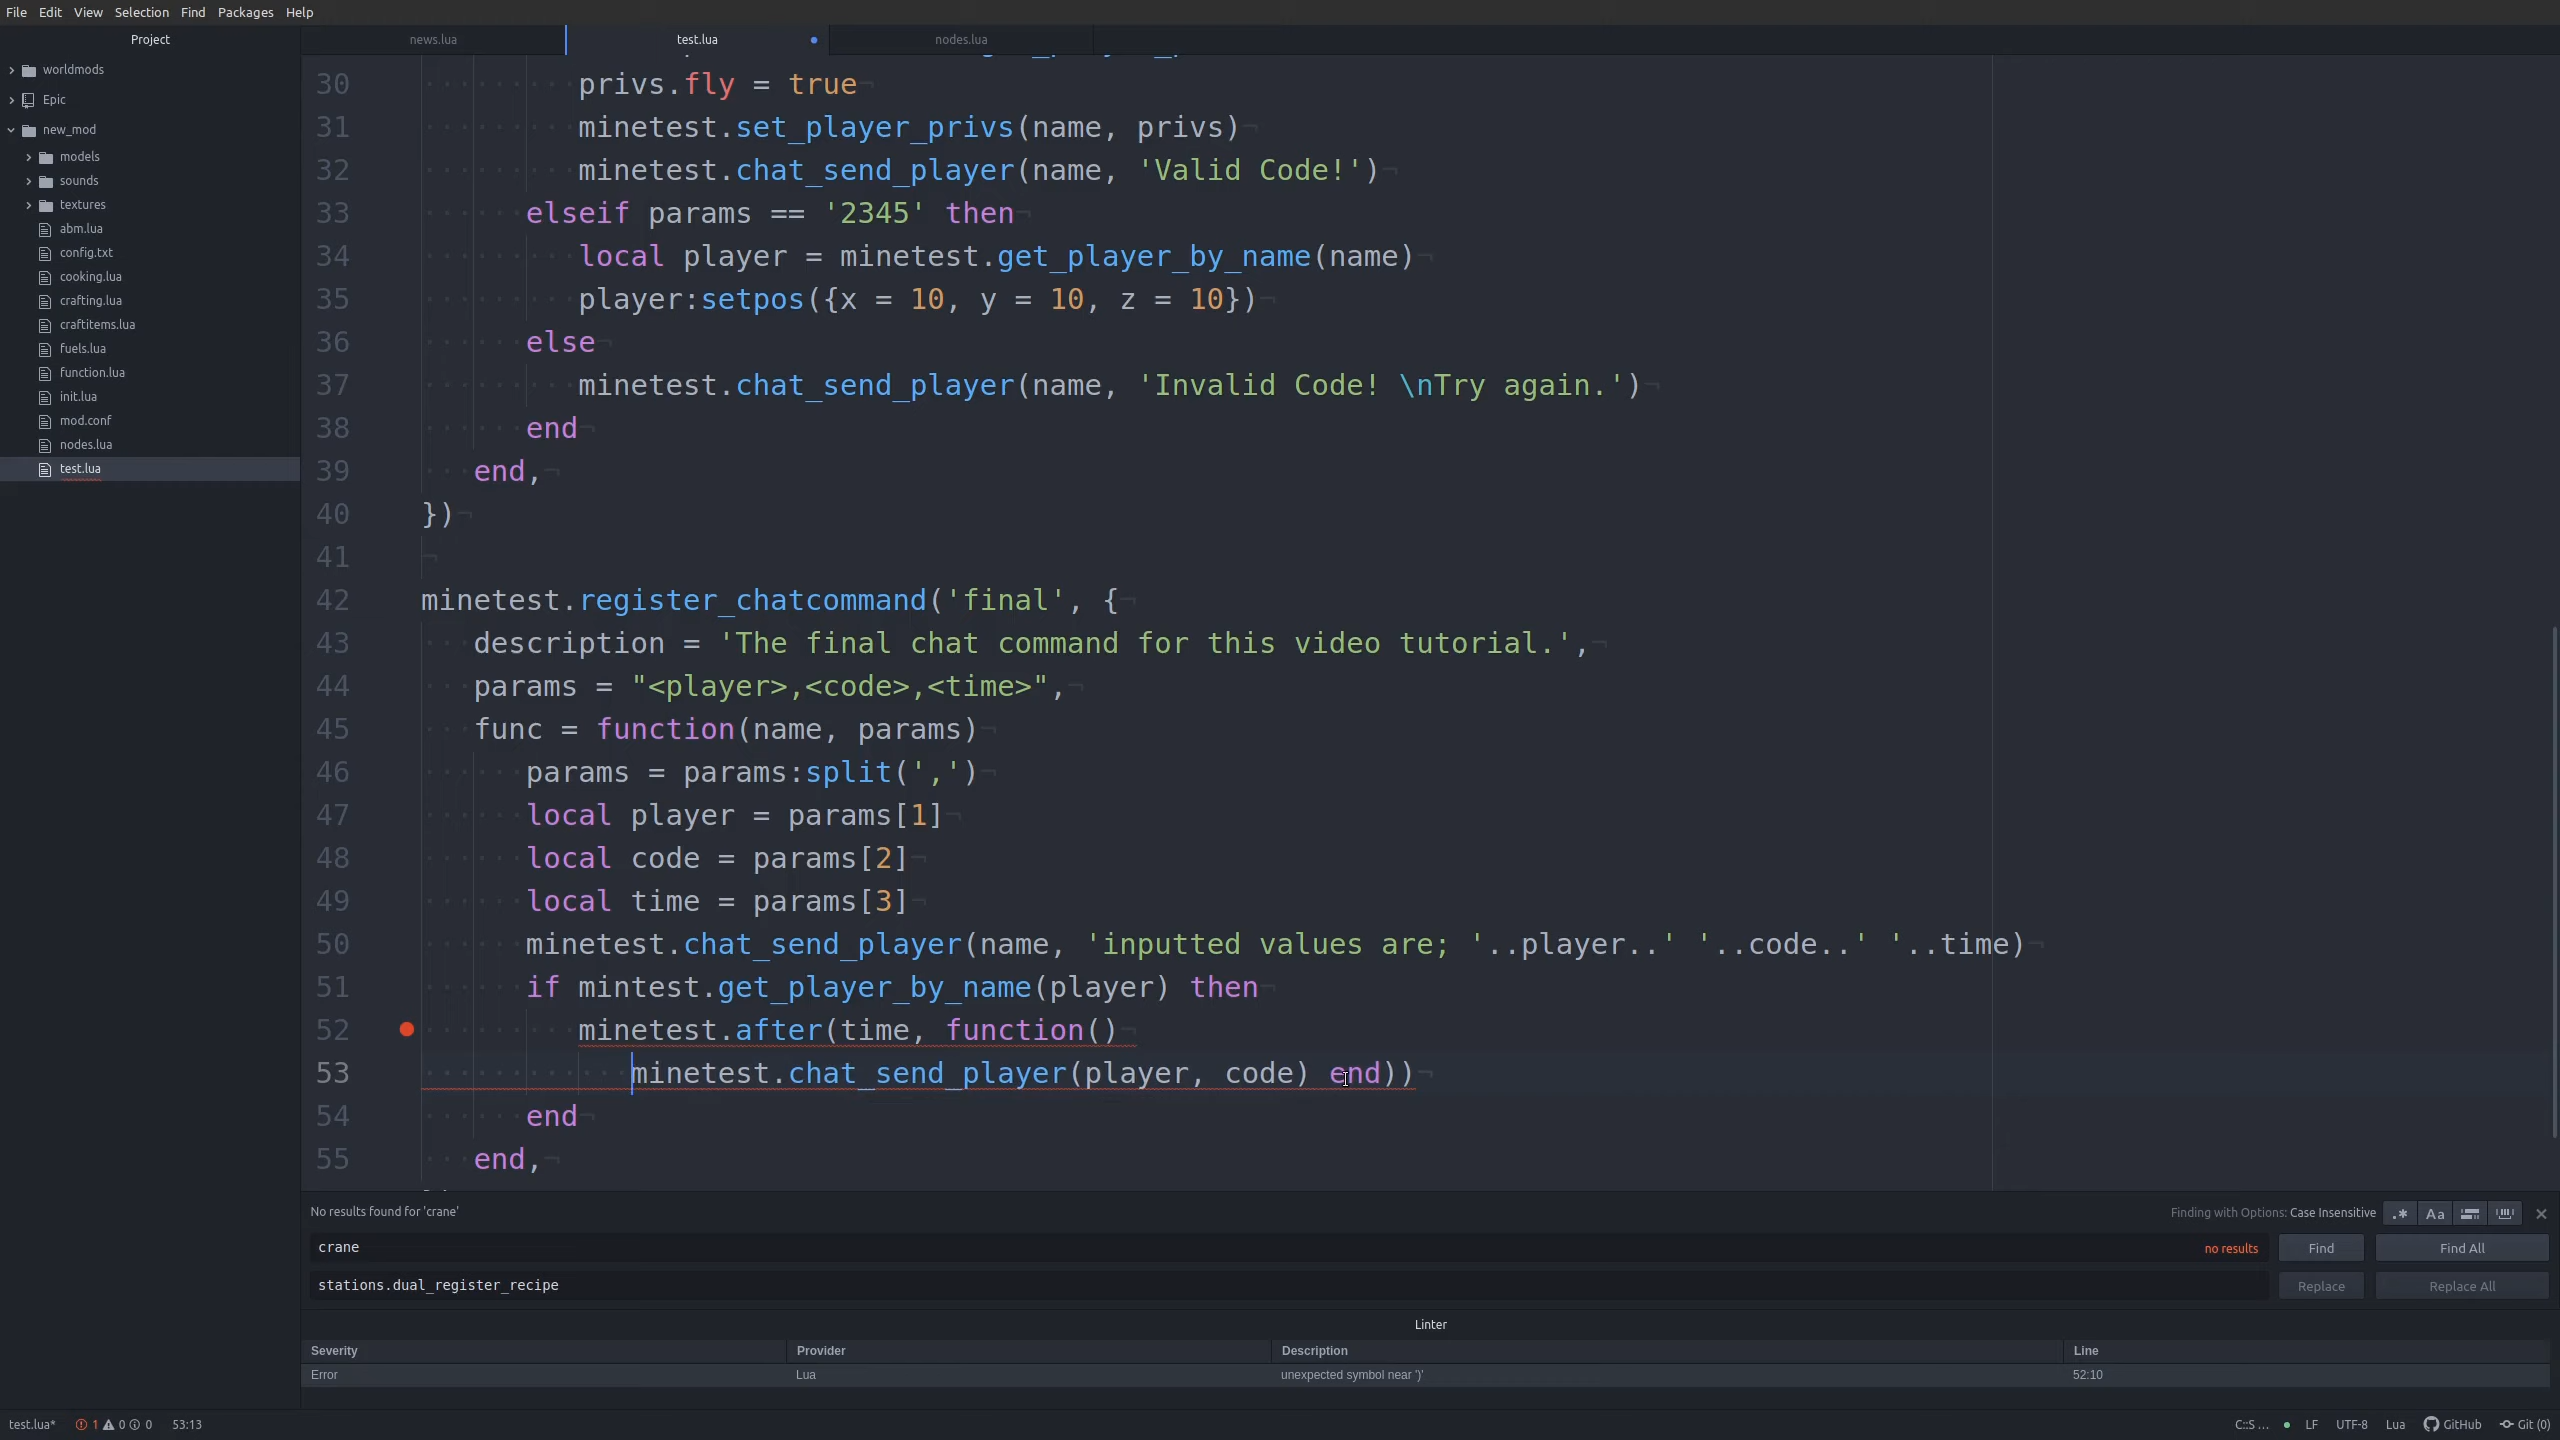 File Edit View Selection Find Packages Help
Project
worldmods
Epic
new_mod
models
sounds
textures
abm.lua
config.txt
cooking.lua
crafting.lua
craftitems.lua
fuels.lua
function.lua
init.lua
mod.conf
nodes.lua
test.lua
news.lua test.lua nodes.lua
30 privs.fly = true
31 minetest.set_player_privs(name, privs)
32 minetest.chat_send_player(name, 'Valid Code!')
33 elseif params == '2345' then
34 local player = minetest.get_player_by_name(name)
35 player:setpos({x = 10, y = 10, z = 10})
36 else
37 minetest.chat_send_player(name, 'Invalid Code! \nTry again.')
38 end
39 end,
40 })
41
42 minetest.register_chatcommand('final', {
43 description = 'The final chat command for this video tutorial.',
44 params = "<player>,<code>,<time>",
45 func = function(name, params)
46 params = params:split(',')
47 local player = params[1]
48 local code = params[2]
49 local time = params[3]
50 minetest.chat_send_player(name, 'inputted values are; '..player..' '..code..' '..time)
51 if mintest.get_player_by_name(player) then
52 minetest.after(time, function()
53 minetest.chat_send_player(player, code) end))
54 end
55 end,
No results found for 'crane' Finding with Options: Case Insensitive .* Aa
crane no results Find Find All
stations.dual_register_recipe Replace Replace All
Linter
Severity Provider Description Line
Error Lua unexpected symbol near ')' 52:10
test.lua* 1 0 0 53:13 C::S... LF UTF-8 Lua GitHub Git (0)